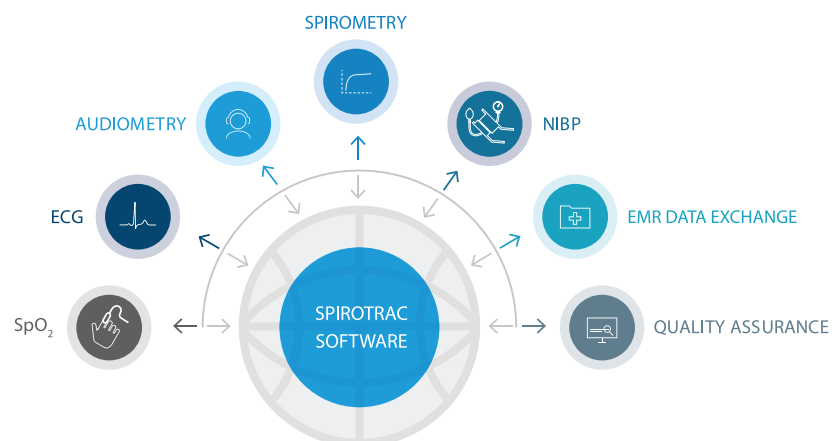 SPIROMETRY
AUDIOMETRY
NIBP
ECG
EMR DATA EXCHANGE
SpO₂
SPIROTRAC
SOFTWARE
QUALITY ASSURANCE